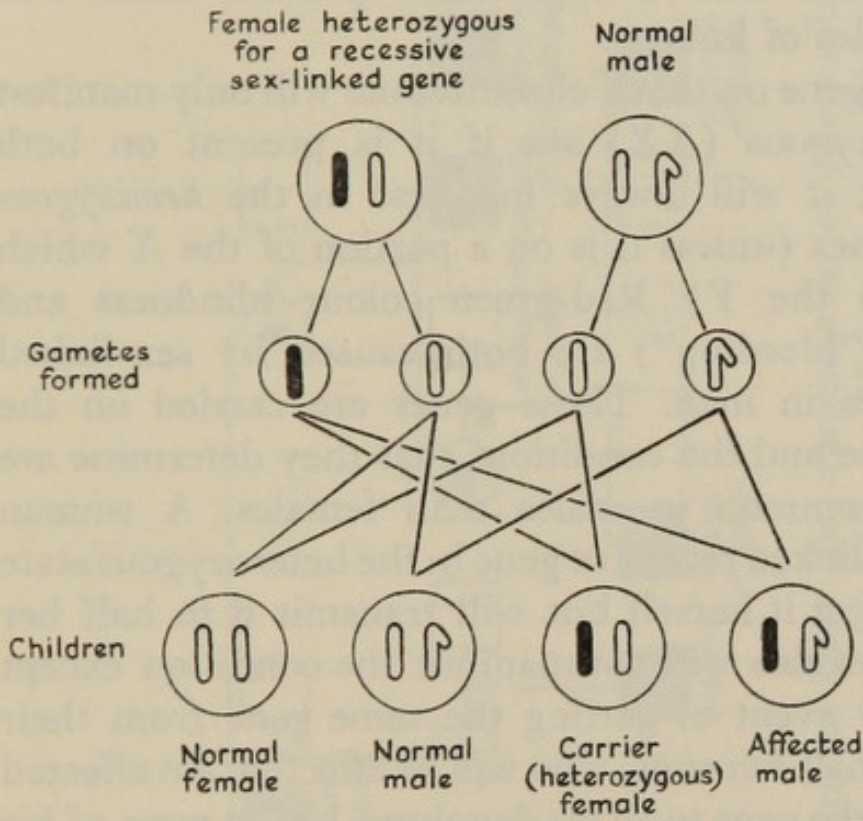 Female heterozygous
for a recessive
sex-linked gene
Normal
male
Gametes
formed
Children
Normal
female
Normal
male
Carrier
(heterozygous)
female
Affected
male